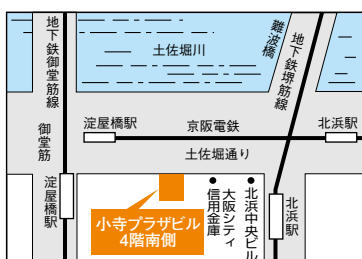 地下鉄御堂筋線
土佐堀川
難波橋
地下鉄堺筋線
御堂筋
淀屋橋駅
京阪電鉄
北浜駅
土佐堀通り
淀屋橋駅
小寺プラザビル
4階南側
大阪シティ
信用金庫
北浜中央ビル
北浜駅